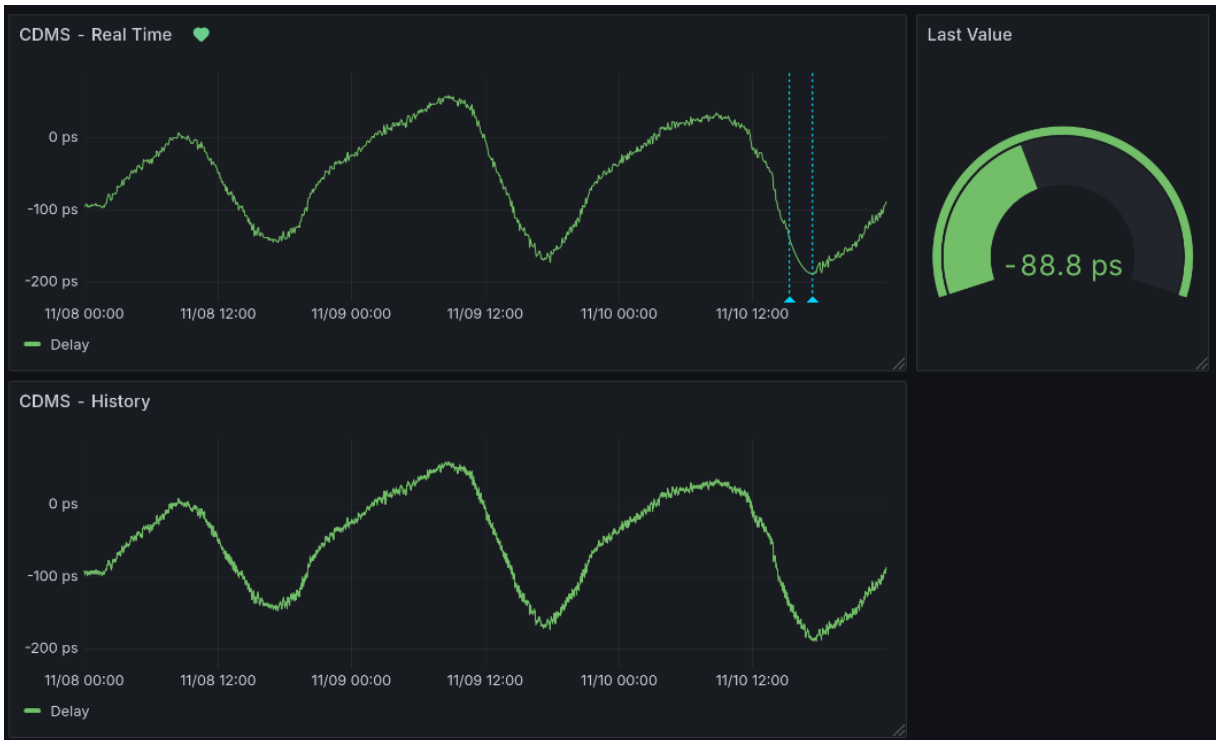 CDMS - Real Time
0 ps
-100 ps
-200 ps
11/08 00:00 11/08 12:00 11/09 00:00 11/09 12:00 11/10 00:00 11/10 12:00
Delay
Last Value
-88.8 ps
CDMS - History
0 ps
-100 ps
-200 ps
11/08 00:00 11/08 12:00 11/09 00:00 11/09 12:00 11/10 00:00 11/10 12:00
Delay